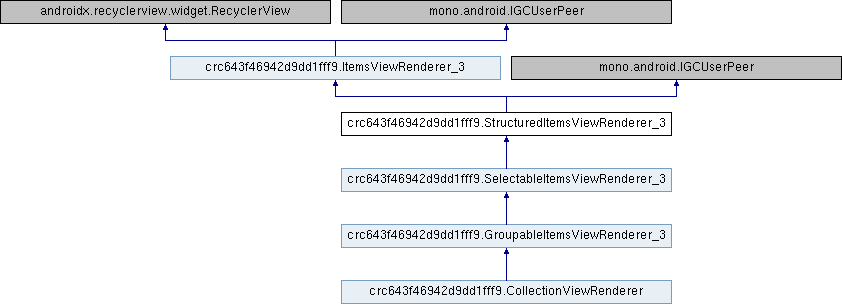 androidx.recyclerview.widget.RecyclerView
mono.android.IGCUserPeer
crc643f46942d9dd1fff9.ItemsViewRenderer_3
mono.android.IGCUserPeer
crc643f46942d9dd1fff9.StructuredItemsViewRenderer_3
crc643f46942d9dd1fff9.SelectableItemsViewRenderer_3
crc643f46942d9dd1fff9.GroupableItemsViewRenderer_3
crc643f46942d9dd1fff9.CollectionViewRenderer